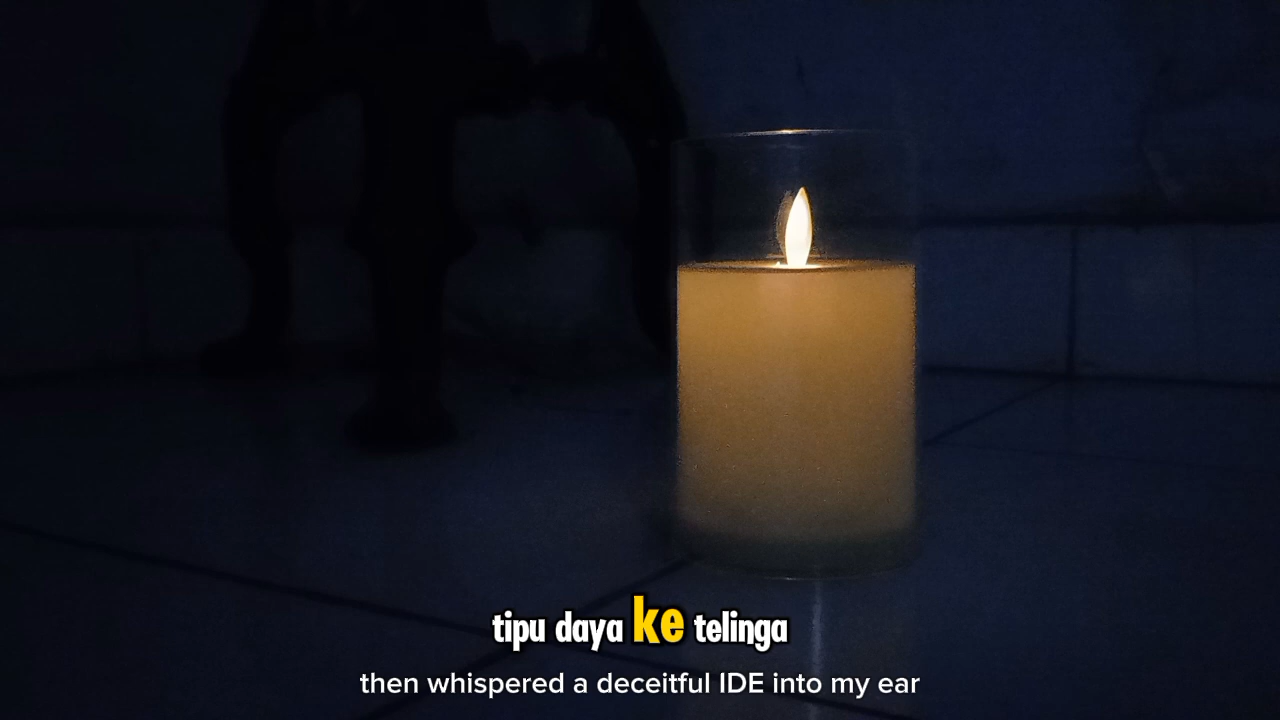 tipu daya ke telinga
then whispered a deceitful IDE into my ear